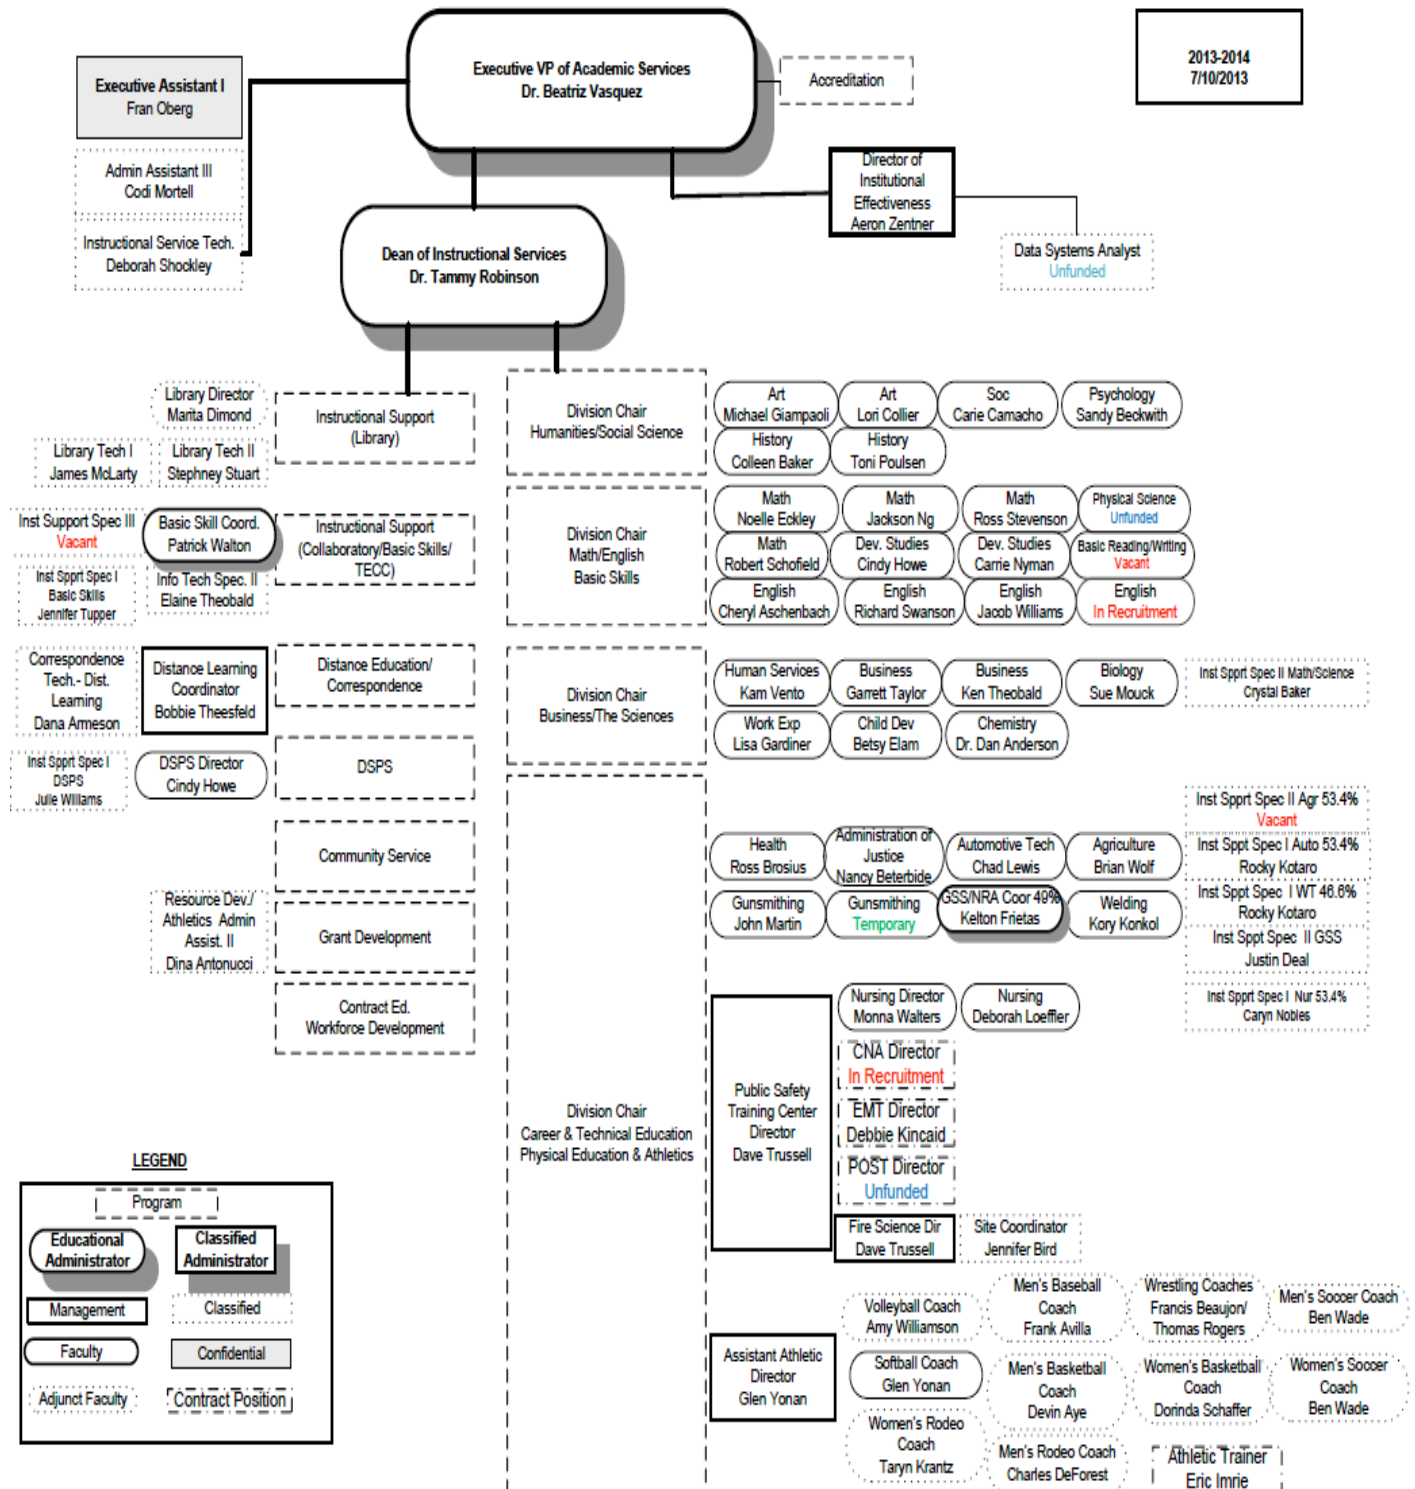 Executive VP of Academic Services
Dr. Beatriz Vasquez
Executive Assistant I
Fran Oberg
Accreditation
2013-2014
7/10/2013
Admin Assistant III
Codi Mortell
Instructional Service Tech.
Deborah Shockley
Director of
Institutional
Effectiveness
Aeron Zentner
Data Systems Analyst
Unfunded
Dean of Instructional Services
Dr. Tammy Robinson
Library Director
Marita Dimond
Library Tech I
James McLarty
Library Tech II
Stephney Stuart
Instructional Support
(Library)
Inst Support Spec III
Vacant
Basic Skill Coord.
Patrick Walton
Inst Spprt Spec I
Basic Skills
Jennifer Tupper
Info Tech Spec. II
Elaine Theobald
Instructional Support
(Collaboratory/Basic Skills/
TECC)
Correspondence
Tech.- Dist.
Learning
Dana Armeson
Distance Learning
Coordinator
Bobbie Theesfeld
Distance Education/
Correspondence
Inst Spprt Spec I
DSPS
Julie Williams
DSPS Director
Cindy Howe
DSPS
Community Service
Resource Dev./
Athletics Admin
Assist. II
Dina Antonucci
Grant Development
Contract Ed.
Workforce Development
Division Chair
Humanities/Social Science
Art
Michael Giampaoli
Art
Lori Collier
Soc
Carie Camacho
Psychology
Sandy Beckwith
History
Colleen Baker
History
Toni Poulsen
Division Chair
Math/English
Basic Skills
Math
Noelle Eckley
Math
Jackson Ng
Math
Ross Stevenson
Physical Science
Unfunded
Math
Robert Schofield
Dev. Studies
Cindy Howe
Dev. Studies
Carrie Nyman
Basic Reading/Writing
Vacant
English
Cheryl Aschenbach
English
Richard Swanson
English
Jacob Williams
English
In Recruitment
Division Chair
Business/The Sciences
Human Services
Kam Vento
Business
Garrett Taylor
Business
Ken Theobald
Biology
Sue Mouck
Inst Spprt Spec II Math/Science
Crystal Baker
Work Exp
Lisa Gardiner
Child Dev
Betsy Elam
Chemistry
Dr. Dan Anderson
Division Chair
Career & Technical Education
Physical Education & Athletics
Health
Ross Brosius
Administration of
Justice
Nancy Beterbide
Automotive Tech
Chad Lewis
Agriculture
Brian Wolf
Inst Spprt Spec II Agr 53.4%
Vacant
Inst Sppt Spec I Auto 53.4%
Rocky Kotaro
Gunsmithing
John Martin
Gunsmithing
Temporary
GSS/NRA Coor 49%
Kelton Frietas
Welding
Kory Konkol
Inst Sppt Spec I WT 46.6%
Rocky Kotaro
Inst Sppt Spec II GSS
Justin Deal
Public Safety
Training Center
Director
Dave Trussell
Nursing Director
Monna Walters
Nursing
Deborah Loeffler
Inst Spprt Spec I Nur 53.4%
Caryn Nobles
CNA Director
In Recruitment
EMT Director
Debbie Kincaid
POST Director
Unfunded
Fire Science Dir
Dave Trussell
Site Coordinator
Jennifer Bird
Assistant Athletic
Director
Glen Yonan
Volleyball Coach
Amy Williamson
Men's Baseball
Coach
Frank Avilla
Wrestling Coaches
Francis Beaujon/
Thomas Rogers
Men's Soccer Coach
Ben Wade
Softball Coach
Glen Yonan
Men's Basketball
Coach
Devin Aye
Women's Basketball
Coach
Dorinda Schaffer
Women's Soccer
Coach
Ben Wade
Women's Rodeo
Coach
Taryn Krantz
Men's Rodeo Coach
Charles DeForest
Athletic Trainer
Eric Imrie
LEGEND
Program
Educational
Administrator
Classified
Administrator
Management
Classified
Faculty
Confidential
Adjunct Faculty
Contract Position